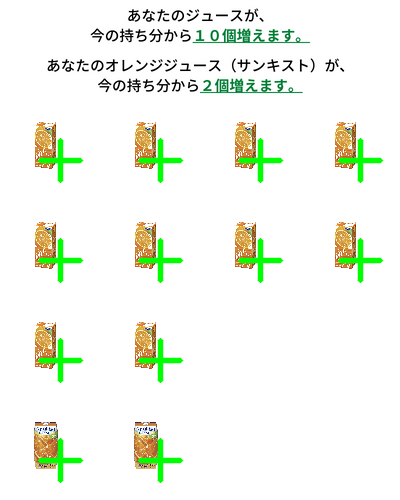 あなたのジュースが、
今の持ち分から１０個増えます。
あなたのオレンジジュース（サンキスト）が、
今の持ち分から２個増えます。